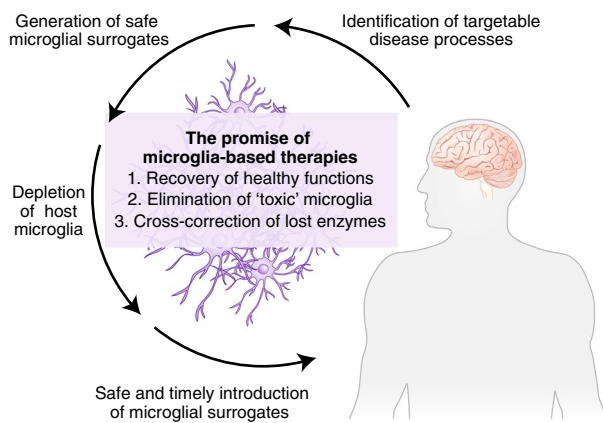 Generation of safe
microglial surrogates
Identification of targetable
disease processes
The promise of
microglia-based therapies
1. Recovery of healthy functions
2. Elimination of ‘toxic’ microglia
3. Cross-correction of lost enzymes
Depletion
of host
microglia
Safe and timely introduction
of microglial surrogates